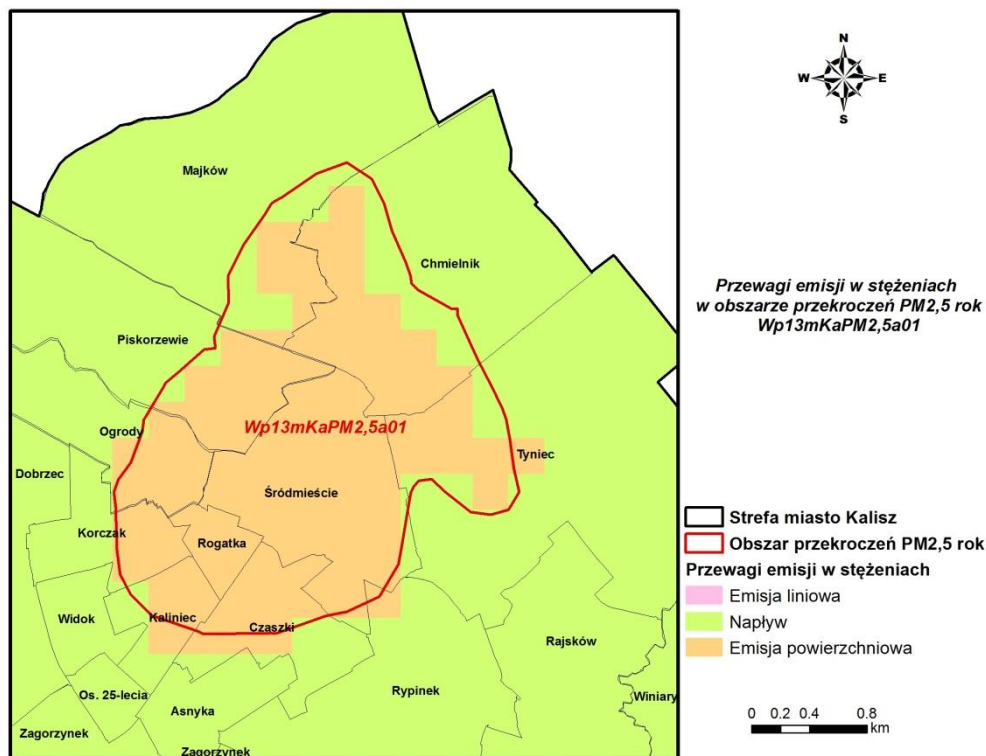 Majków
Chmielnik
Piskorzewie
Wp13mKaPM2,5a01
Ogrody
Tyniec
Dobrzec
Śródmieście
Korczak
Rogatka
Widok
Kaliniec
Czaszki
Rajsków
Os. 25-lecia
Rypinek
Winiary
Asnyka
Zagorzynek
Zagorzynek
N
W
E
S
Przewagi emisji w stężeniach
w obszarze przekroczeń PM2,5 rok
Wp13mKaPM2,5a01
Strefa miasto Kalisz
Obszar przekroczeń PM2,5 rok
Przewagi emisji w stężeniach
Emisja liniowa
Napływ
Emisja powierzchniowa
0 0.2 0.4 0.8
km